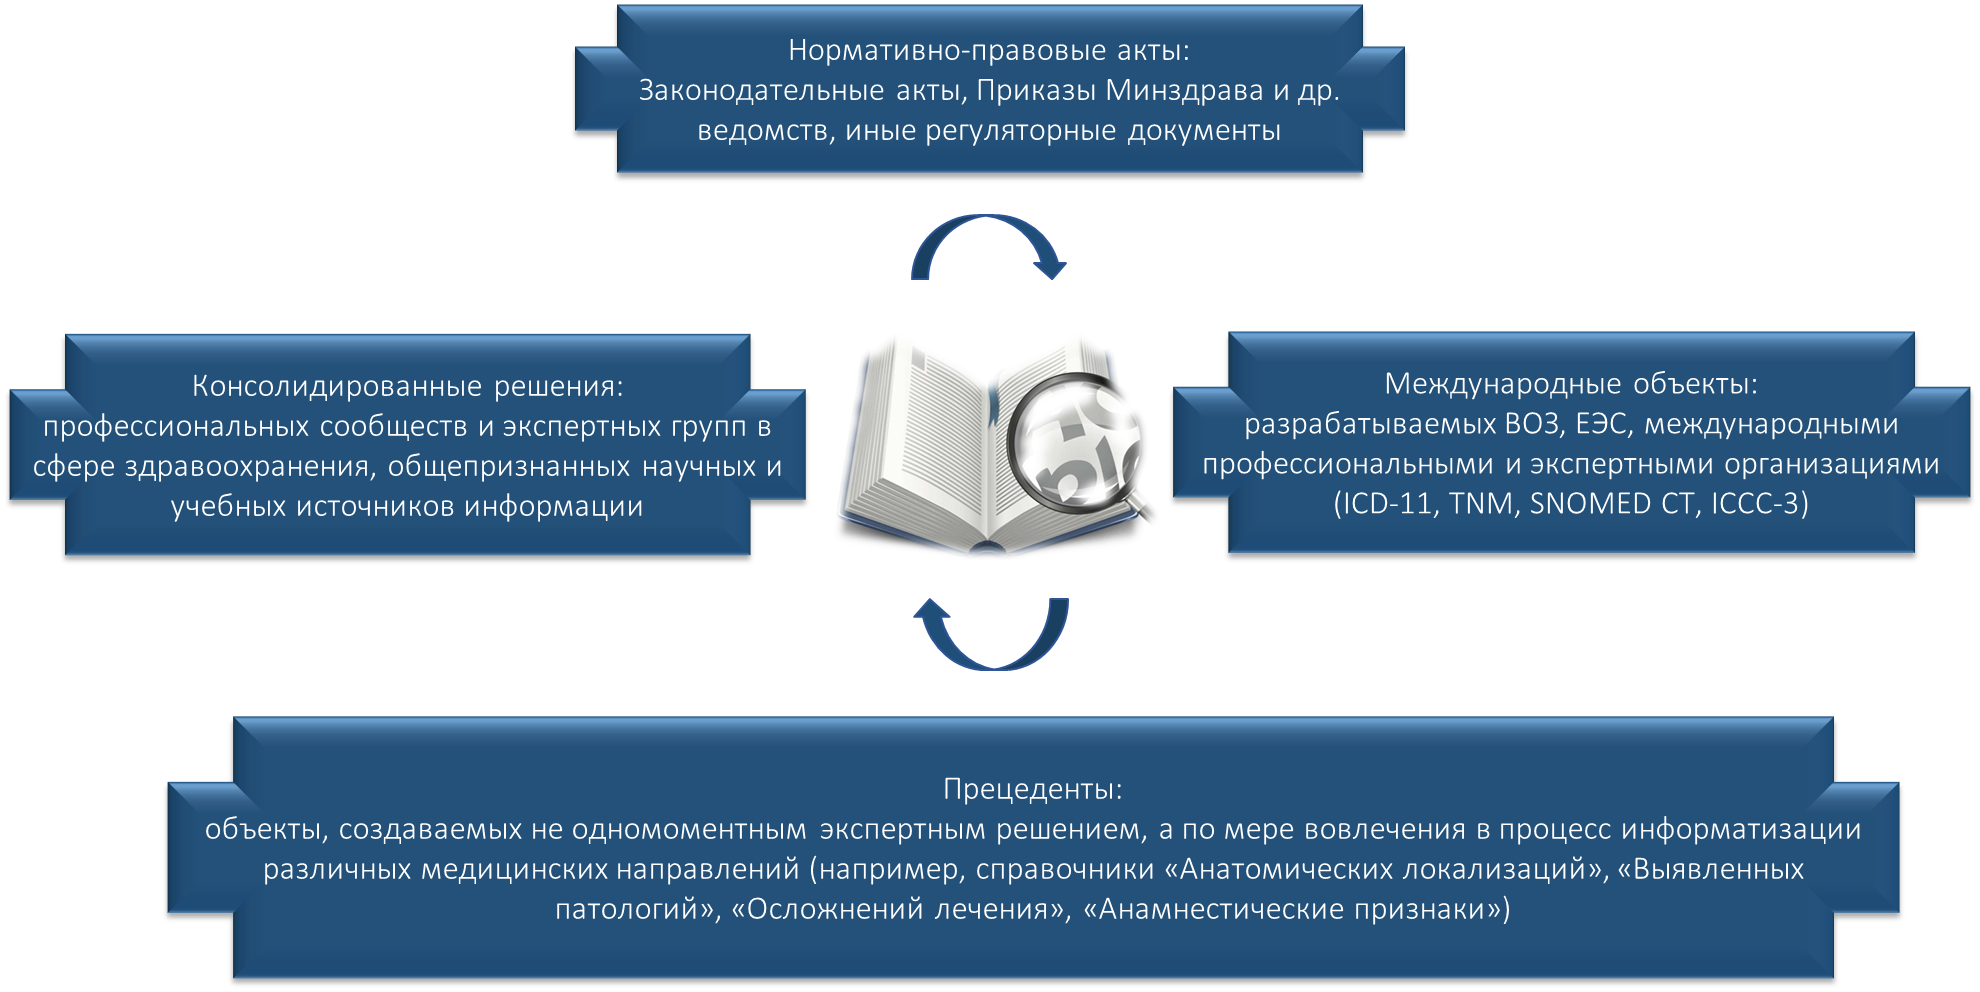 Нормативно-правовые акты:
Законодательные акты, Приказы Минздрава и др.
ведомств, иные регуляторные документы
Консолидированные решения:
профессиональных сообществ и экспертных групп в
сфере здравоохранения, общепризнанных научных и
учебных источников информации
Международные объекты:
разрабатываемых ВОЗ, ЕЭС, международными
профессиональными и экспертными организациями
(ICD-11, TNM, SNOMED CT, ICCC-3)
Прецеденты:
объекты, создаваемых не одномоментным экспертным решением, а по мере вовлечения в процесс информатизации
различных медицинских направлений (например, справочники «Анатомических локализаций», «Выявленных
патологий», «Осложнений лечения», «Анамнестические признаки»)